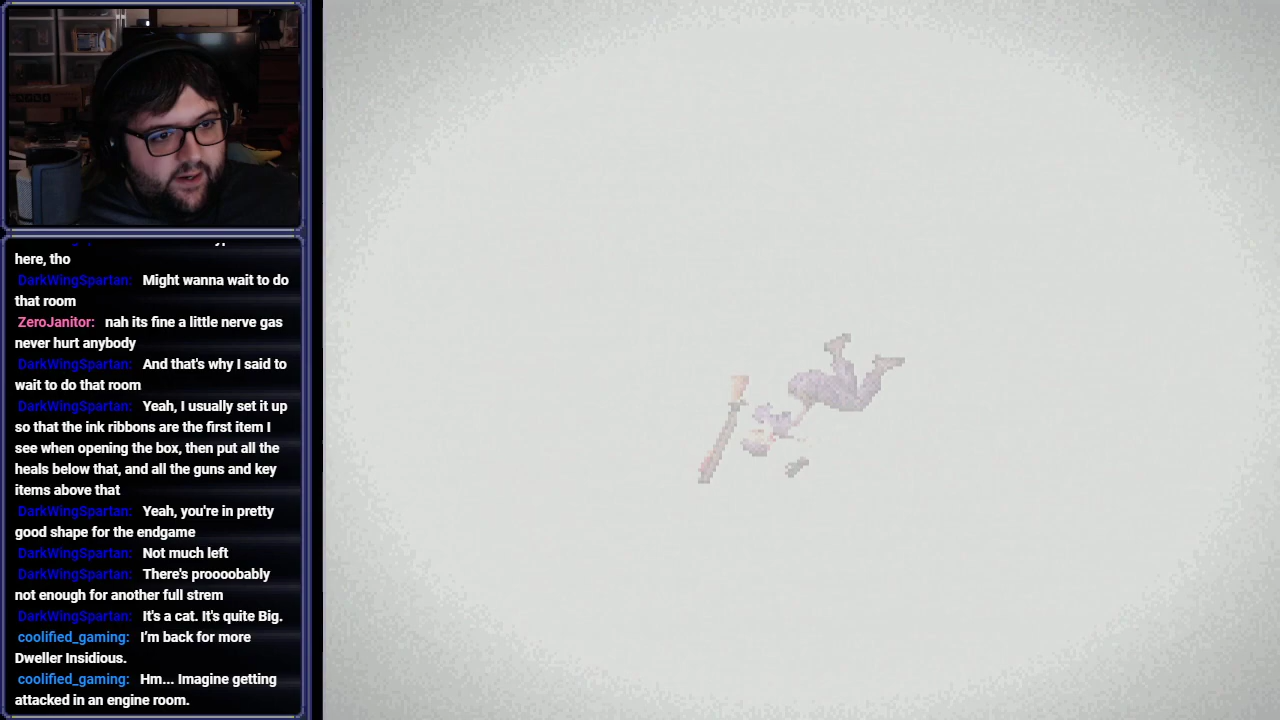 here, tho
DarkWingSpartan: Might wanna wait to do
that room
ZeroJanitor: nah its fine a little nerve gas
never hurt anybody
DarkWingSpartan: And that's why I said to
wait to do that room
DarkWingSpartan: Yeah, I usually set it up
so that the ink ribbons are the first item I
see when opening the box, then put all the
heals below that, and all the guns and key
items above that
DarkWingSpartan: Yeah, you're in pretty
good shape for the endgame
DarkWingSpartan: Not much left
DarkWingSpartan: There's proooobably
not enough for another full strem
DarkWingSpartan: It's a cat. It's quite Big.
coolified_gaming: I'm back for more
Dweller Insidious.
coolified_gaming: Hm... Imagine getting
attacked in an engine room.